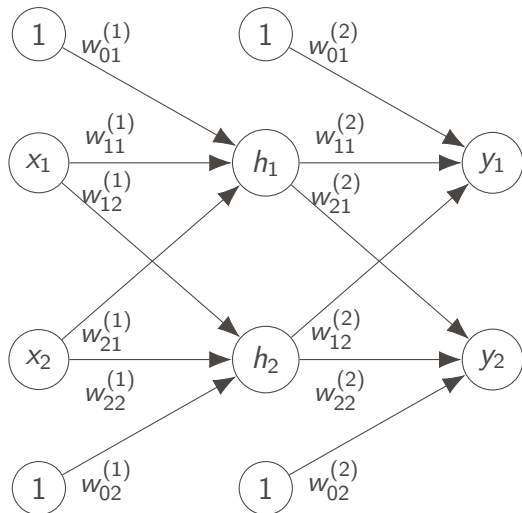 1 w_{01}^{(1)} 1 w_{01}^{(2)}
x_1 w_{11}^{(1)} h_1 w_{11}^{(2)} y_1
w_{12}^{(1)} w_{21}^{(2)}
x_2 w_{21}^{(1)} h_2 w_{12}^{(2)} y_2
w_{22}^{(1)} w_{22}^{(2)}
1 w_{02}^{(1)} 1 w_{02}^{(2)}